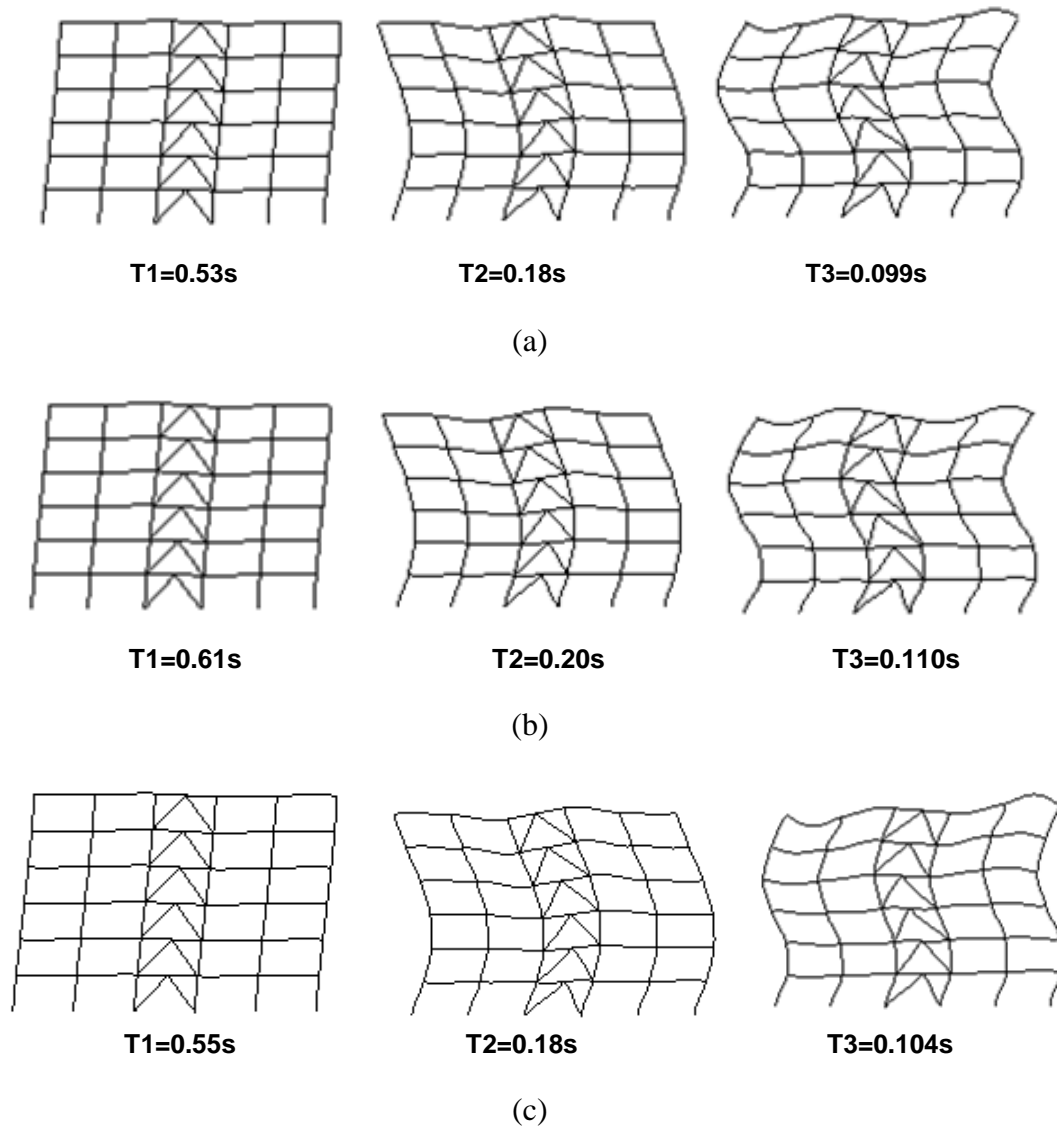 T1=0.53s
T2=0.18s
T3=0.099s
(a)
T1=0.61s
T2=0.20s
T3=0.110s
(b)
T1=0.55s
T2=0.18s
T3=0.104s
(c)